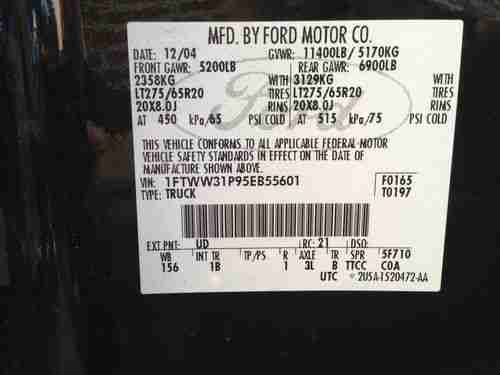 MFD. BY FORD MOTOR CO.
DATE: 12/04 GVWR: 11400LB/ 5170KG
FRONT GAWR: 5200LB REAR GAWR: 6900LB
2358KG WITH 3129KG WITH
LT275/65R20 TIRES LT275/65R20 TIRES
20X8.0J RIMS 20X8.0J RIMS
AT 450 kPa/65 PSI COLD AT 515 kPa/75 PSI COLD
THIS VEHICLE CONFORMS TO ALL APPLICABLE FEDERAL MOTOR
VEHICLE SAFETY STANDARDS IN EFFECT ON THE DATE OF
MANUFACTURE SHOWN ABOVE.
VIN: 1FTWW31P95EB55601 F0165
TYPE: TRUCK T0197
Ford
EXT PNT: UD RC: 21 DSO:
WB INT TR TP/PS R AXLE TR SPR 5F710
156 1B 1 3L B TTCC COA
UTC 2USA-1520472-AA